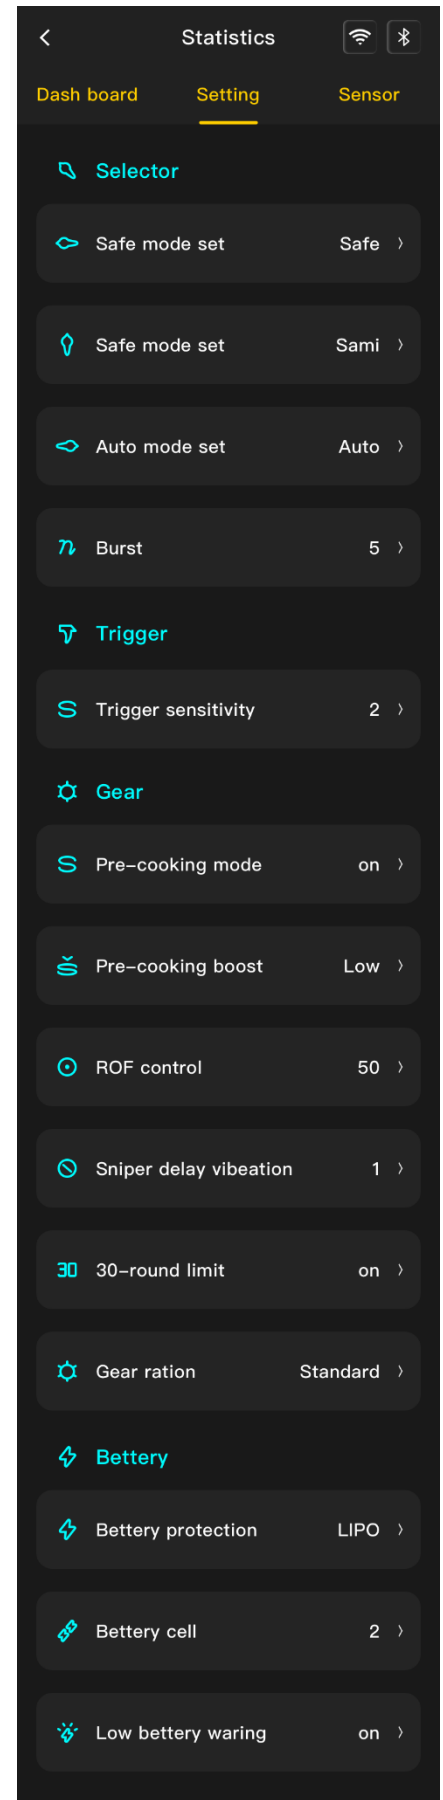 Statistics
Dash board Setting Sensor
Selector
Safe mode set Safe
Safe mode set Sami
Auto mode set Auto
Burst 5
Trigger
Trigger sensitivity 2
Gear
Pre-cooking mode on
Pre-cooking boost Low
ROF control 50
Sniper delay vibeation 1
30 30-round limit on
Gear ration Standard
Bettery
Bettery protection LIPO
Bettery cell 2
Low bettery waring on